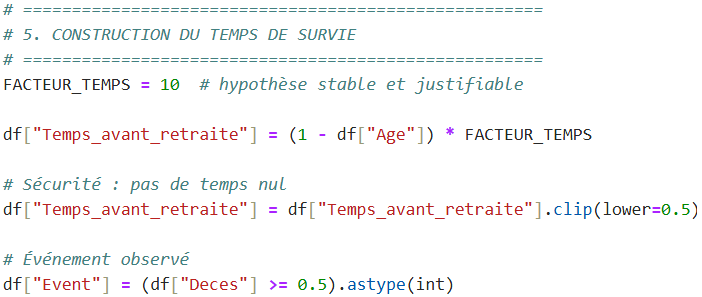 # ====================================================
# 5. CONSTRUCTION DU TEMPS DE SURVIE
# ====================================================
FACTEUR_TEMPS = 10  # hypothèse stable et justifiable
df["Temps_avant_retraite"] = (1 - df["Age"]) * FACTEUR_TEMPS
# Sécurité : pas de temps nul
df["Temps_avant_retraite"] = df["Temps_avant_retraite"].clip(lower=0.5)
# Événement observé
df["Event"] = (df["Deces"] >= 0.5).astype(int)